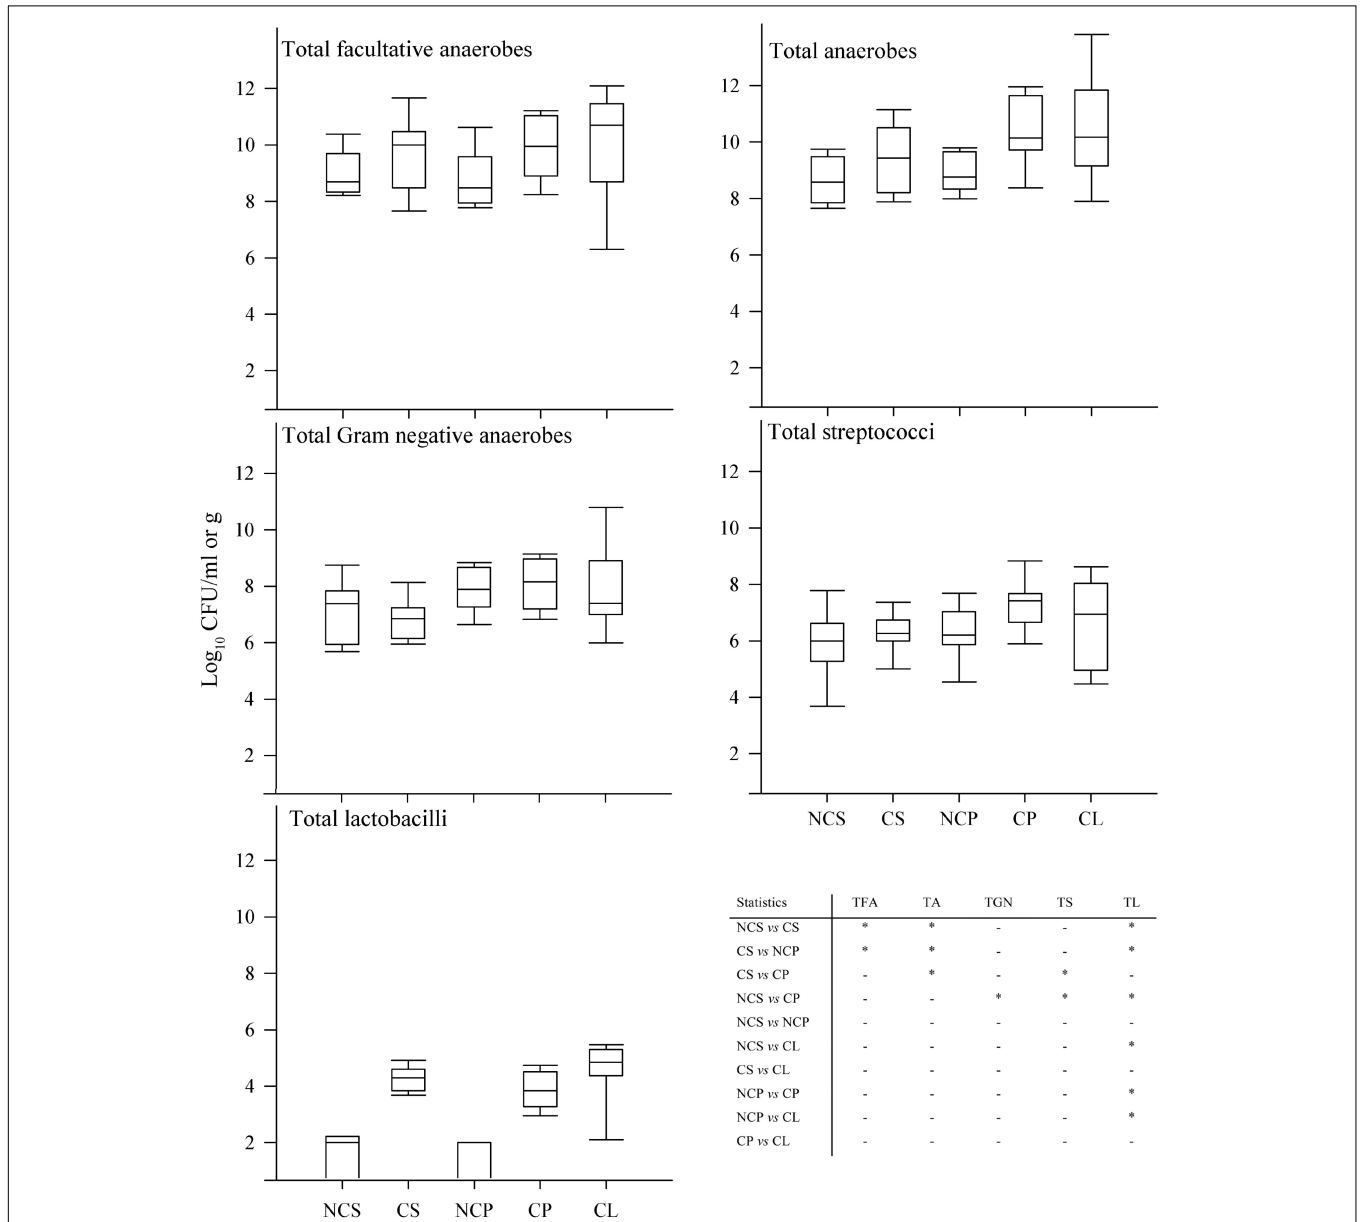 Total facultative anaerobes
12
10
8
6
4
2
Total anaerobes
12
10
8
6
4
2
Total Gram negative anaerobes
12
10
8
6
4
2
Log10 CFU/ml or g
Total streptococci
12
10
8
6
4
2
NCS CS NCP CP CL
Total lactobacilli
12
10
8
6
4
2
NCS CS NCP CP CL
Statistics TFA TA TGN TS TL
NCS vs CS * * - - *
CS vs NCP * * - - *
CS vs CP - * - * -
NCS vs CP - - * * *
NCS vs NCP - - - - -
NCS vs CL - - - - *
CS vs CL - - - - -
NCP vs CP - - - - *
NCP vs CL - - - - *
CP vs CL - - - - -